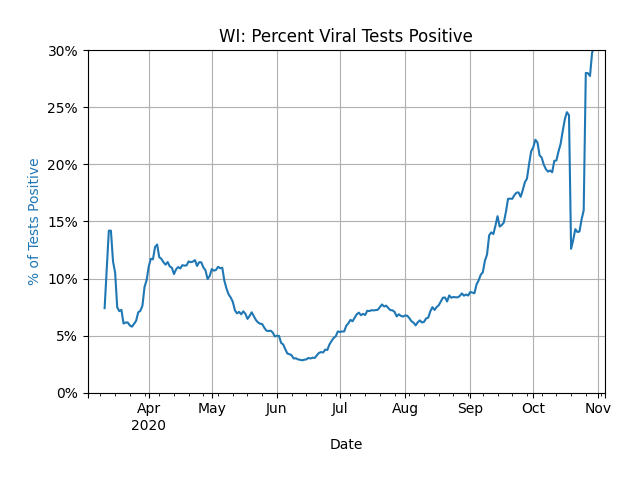 WI: Percent Viral Tests Positive
30%
25%
20%
15%
10%
5%
0%
% of Tests Positive
Apr May Jun Jul Aug Sep Oct Nov
2020
Date